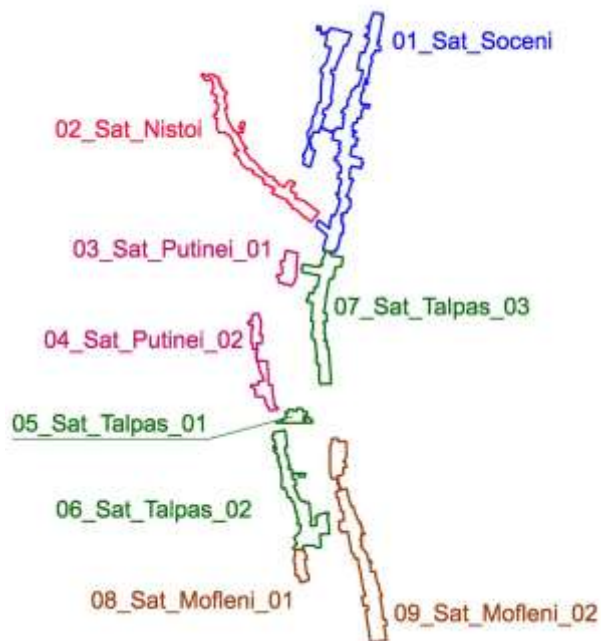 01_Sat_Soceni
02_Sat_Nistoi
03_Sat_Putinei_01
07_Sat_Talpas_03
04_Sat_Putinei_02
05_Sat_Talpas_01
06_Sat_Talpas_02
08_Sat_Mofleni_01
09_Sat_Mofleni_02